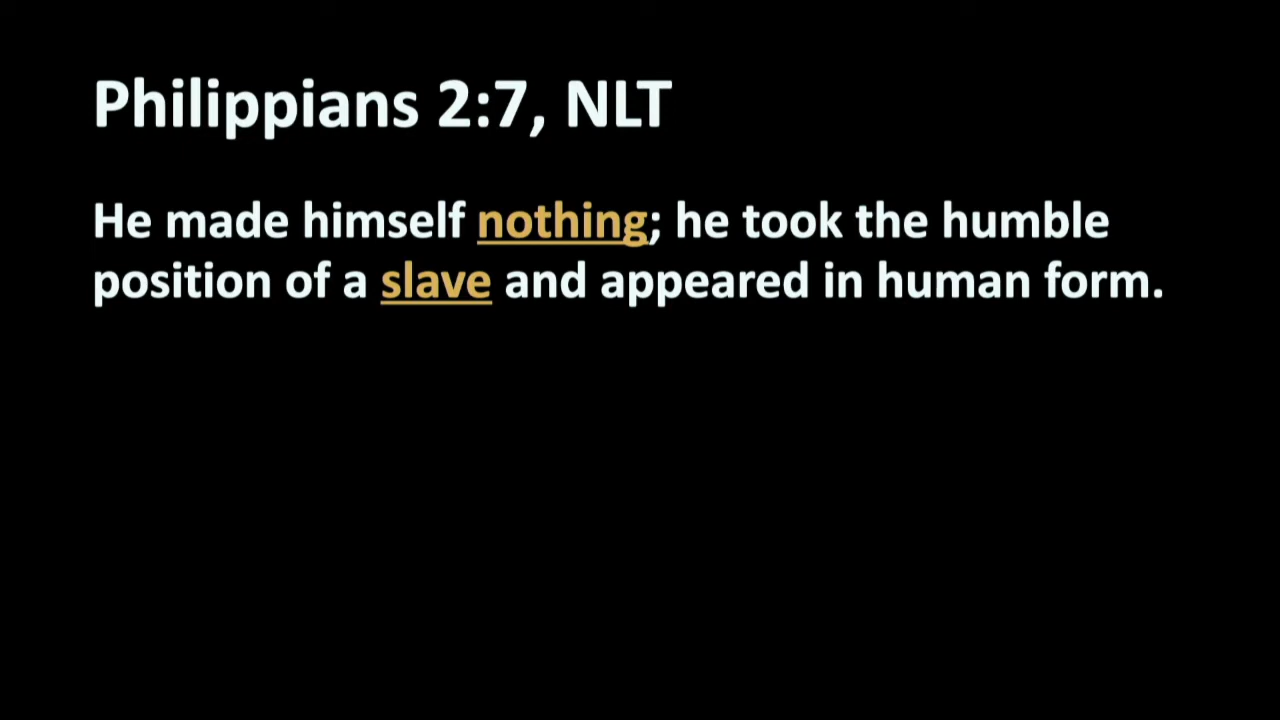 Philippians 2:7, NLT
He made himself nothing; he took the humble
position of a slave and appeared in human form.